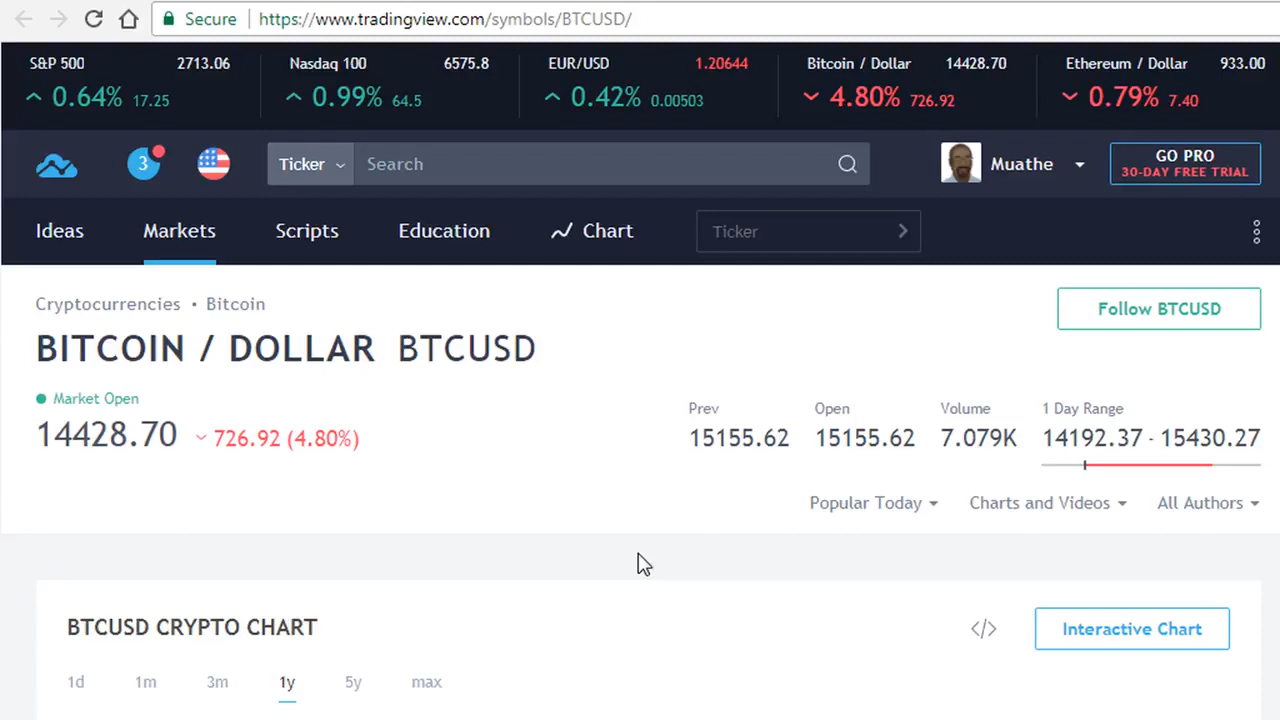 Secure https://www.tradingview.com/symbols/BTCUSD/
S&P 500 2713.06 Nasdaq 100 6575.8 EUR/USD 1.20644 Bitcoin / Dollar 14428.70 Ethereum / Dollar 933.00
0.64% 17.25 0.99% 64.5 0.42% 0.00503 4.80% 726.92 0.79% 7.40
3 Ticker Search Muathe GO PRO
30-DAY FREE TRIAL
Ideas Markets Scripts Education Chart Ticker
Cryptocurrencies • Bitcoin Follow BTCUSD
BITCOIN / DOLLAR BTCUSD
Market Open Prev Open Volume 1 Day Range
14428.70 726.92 (4.80%) 15155.62 15155.62 7.079K 14192.37 - 15430.27
Popular Today Charts and Videos All Authors
BTCUSD CRYPTO CHART </> Interactive Chart
1d 1m 3m 1y 5y max